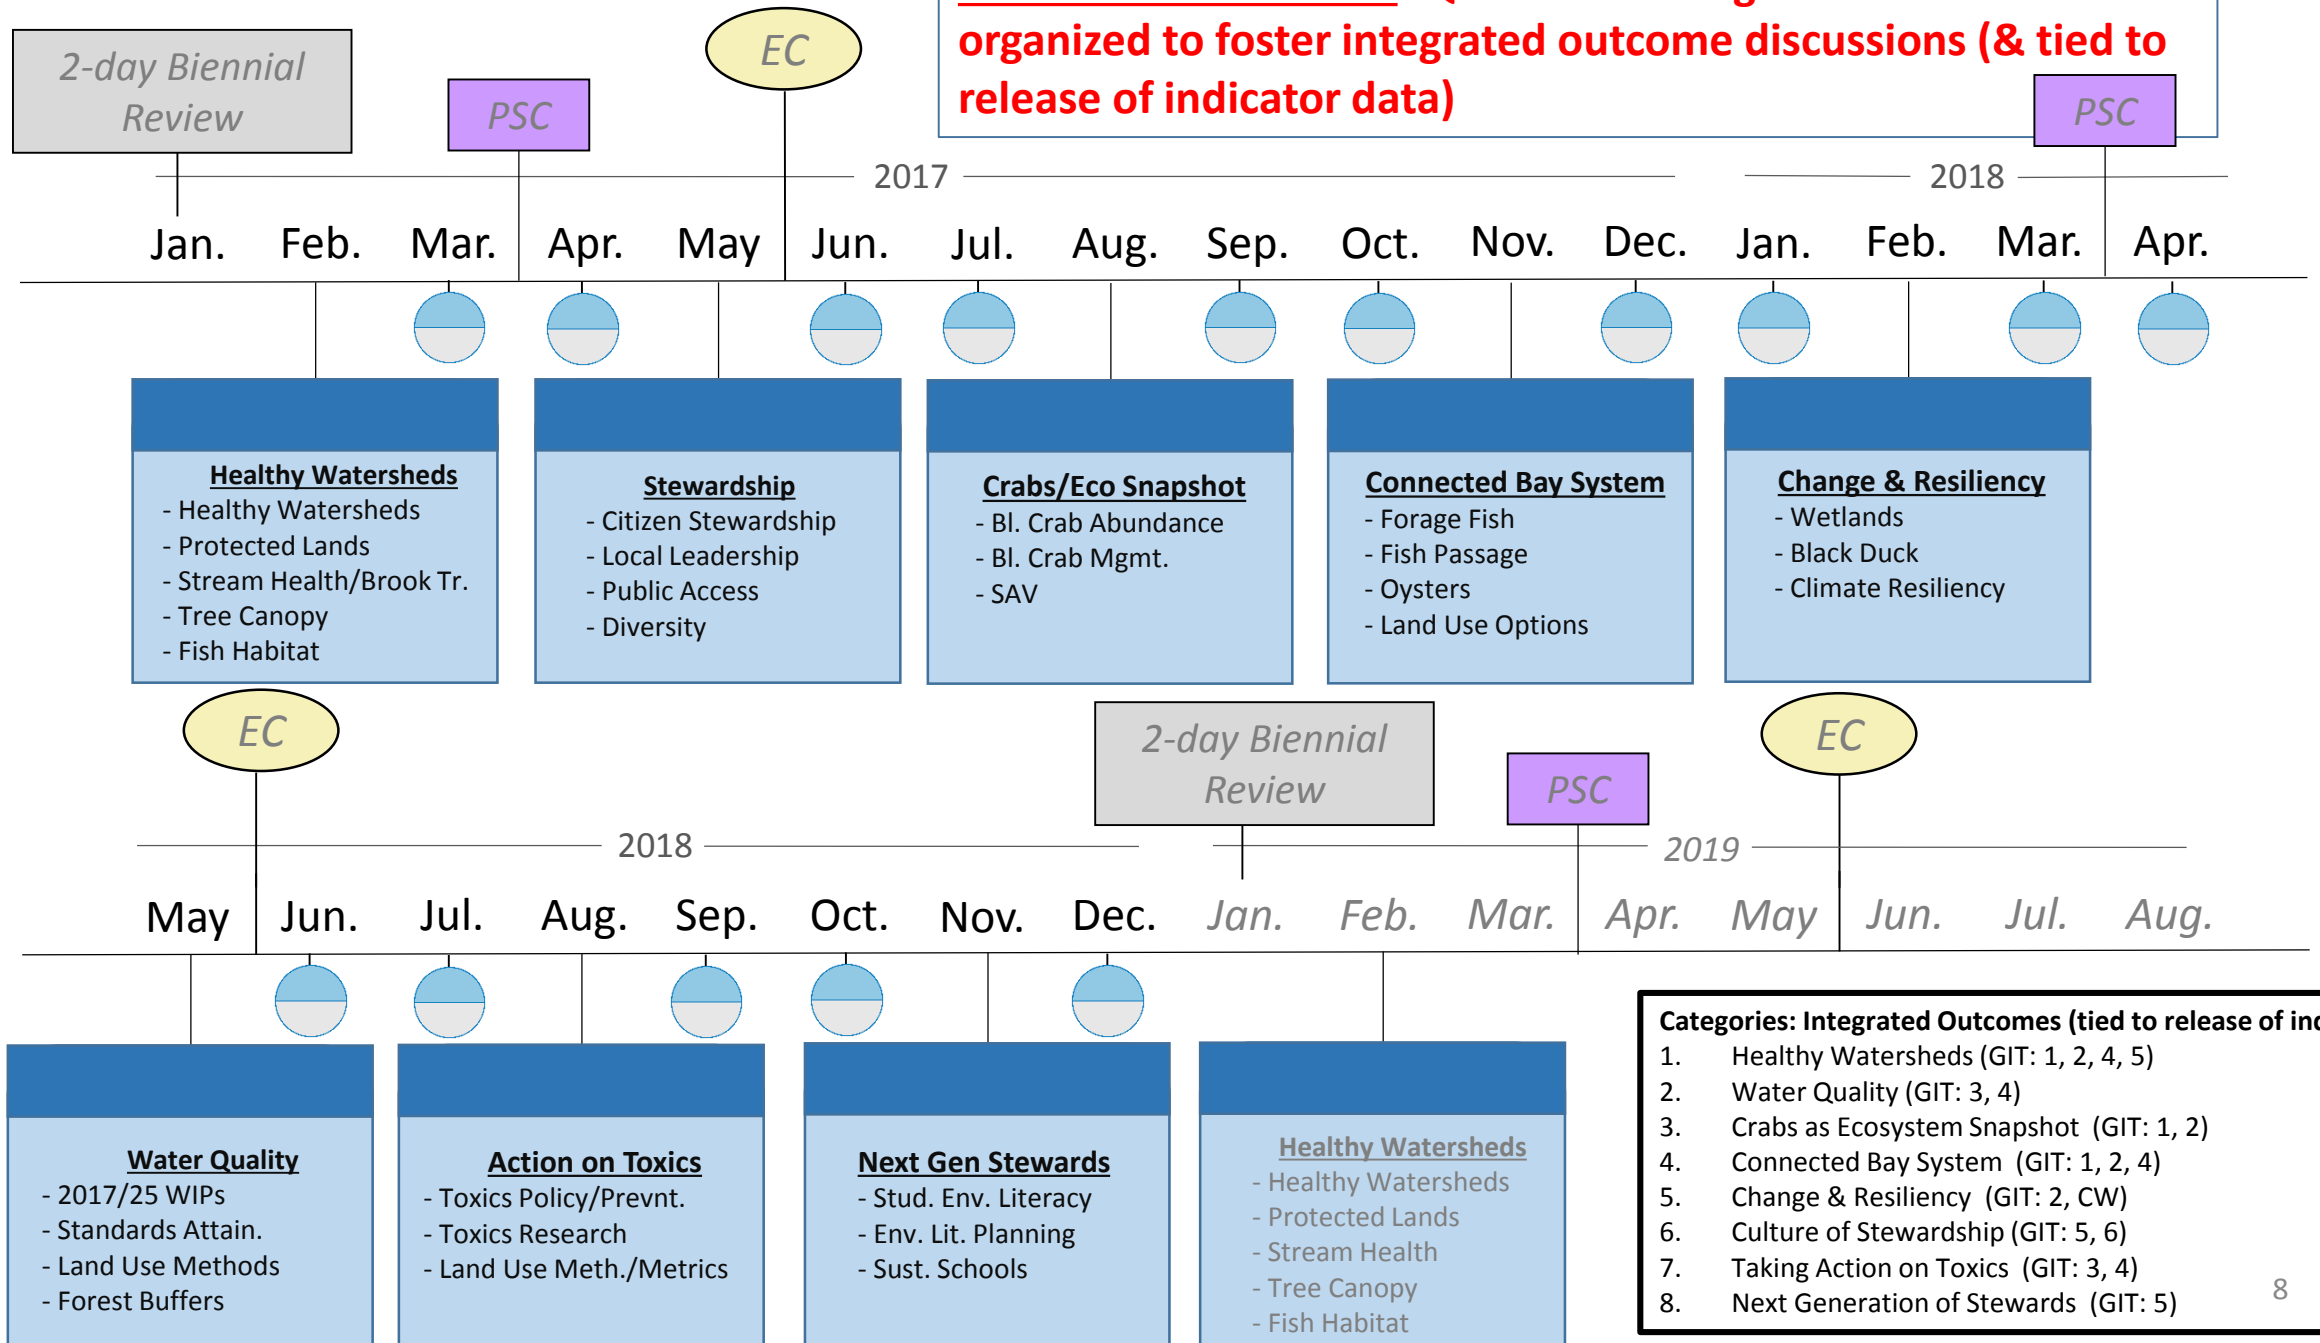 organized to foster integrated outcome discussions (& tied to
release of indicator data)
2-day Biennial
Review
PSC
EC
PSC
2017
2018
Jan. Feb. Mar. Apr. May Jun. Jul. Aug. Sep. Oct. Nov. Dec. Jan. Feb. Mar. Apr.
Healthy Watersheds
- Healthy Watersheds
- Protected Lands
- Stream Health/Brook Tr.
- Tree Canopy
- Fish Habitat
Stewardship
- Citizen Stewardship
- Local Leadership
- Public Access
- Diversity
Crabs/Eco Snapshot
- Bl. Crab Abundance
- Bl. Crab Mgmt.
- SAV
Connected Bay System
- Forage Fish
- Fish Passage
- Oysters
- Land Use Options
Change & Resiliency
- Wetlands
- Black Duck
- Climate Resiliency
EC
2-day Biennial
Review
PSC
EC
2018
2019
May Jun. Jul. Aug. Sep. Oct. Nov. Dec. Jan. Feb. Mar. Apr. May Jun. Jul. Aug.
Water Quality
- 2017/25 WIPs
- Standards Attain.
- Land Use Methods
- Forest Buffers
Action on Toxics
- Toxics Policy/Prevnt.
- Toxics Research
- Land Use Meth./Metrics
Next Gen Stewards
- Stud. Env. Literacy
- Env. Lit. Planning
- Sust. Schools
Healthy Watersheds
- Healthy Watersheds
- Protected Lands
- Stream Health
- Tree Canopy
- Fish Habitat
Categories: Integrated Outcomes (tied to release of
1. Healthy Watersheds (GIT: 1, 2, 4, 5)
2. Water Quality (GIT: 3, 4)
3. Crabs as Ecosystem Snapshot (GIT: 1, 2)
4. Connected Bay System (GIT: 1, 2, 4)
5. Change & Resiliency (GIT: 2, CW)
6. Culture of Stewardship (GIT: 5, 6)
7. Taking Action on Toxics (GIT: 3, 4)
8. Next Generation of Stewards (GIT: 5)
8